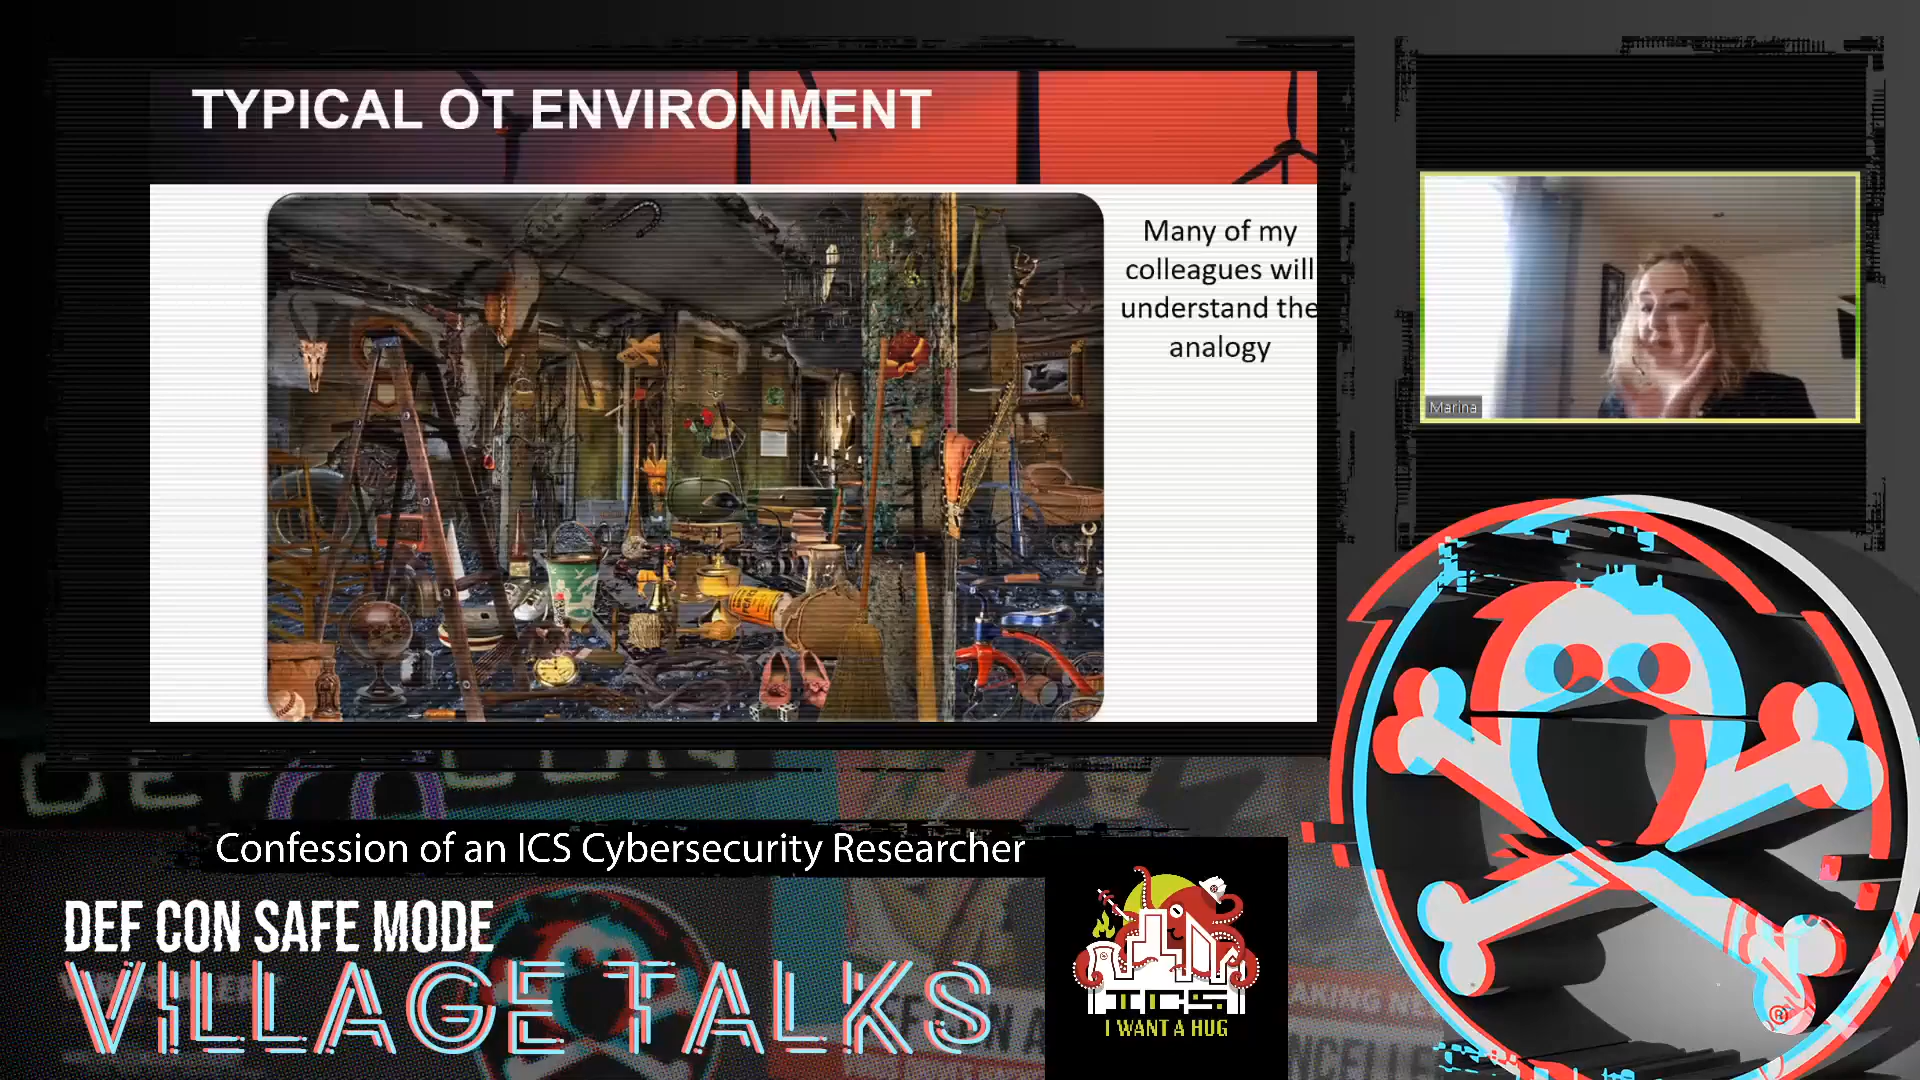 TYPICAL OT ENVIRONMENT
Many of my
colleagues will
understand the
analogy
Marina
Confession of an ICS Cybersecurity Researcher
DEF CON SAFE MODE
VILLAGE TALKS
ICS
I WANT A HUG
®